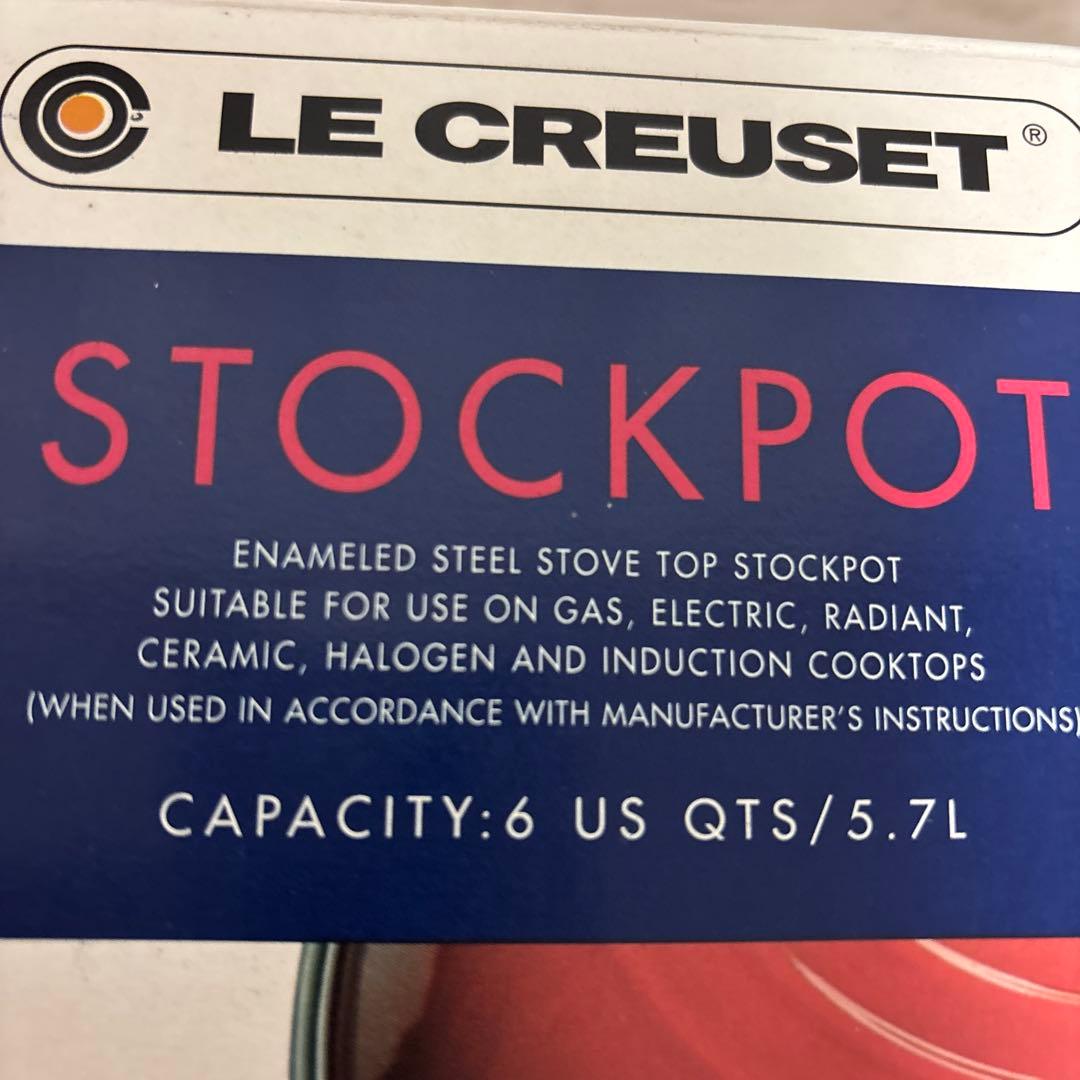 LE CREUSET®
STOCKPOT
ENAMELED STEEL STOVE TOP STOCKPOT
SUITABLE FOR USE ON GAS, ELECTRIC, RADIANT,
CERAMIC, HALOGEN AND INDUCTION COOKTOPS
(WHEN USED IN ACCORDANCE WITH MANUFACTURER'S INSTRUCTIONS)
CAPACITY:6 US QTS/5.7L